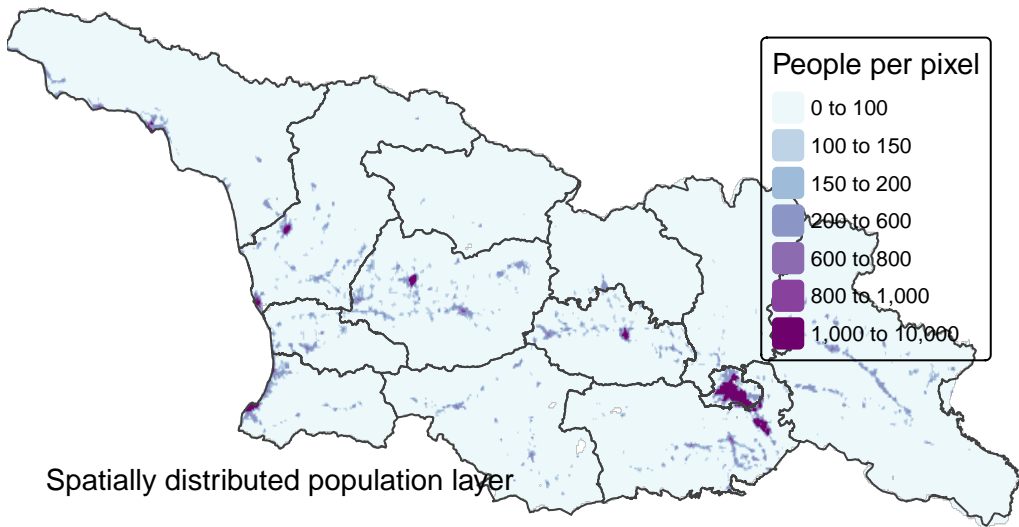 People per pixel
0 to 100
100 to 150
150 to 200
200 to 600
600 to 800
800 to 1,000
1,000 to 10,000
Spatially distributed population layer